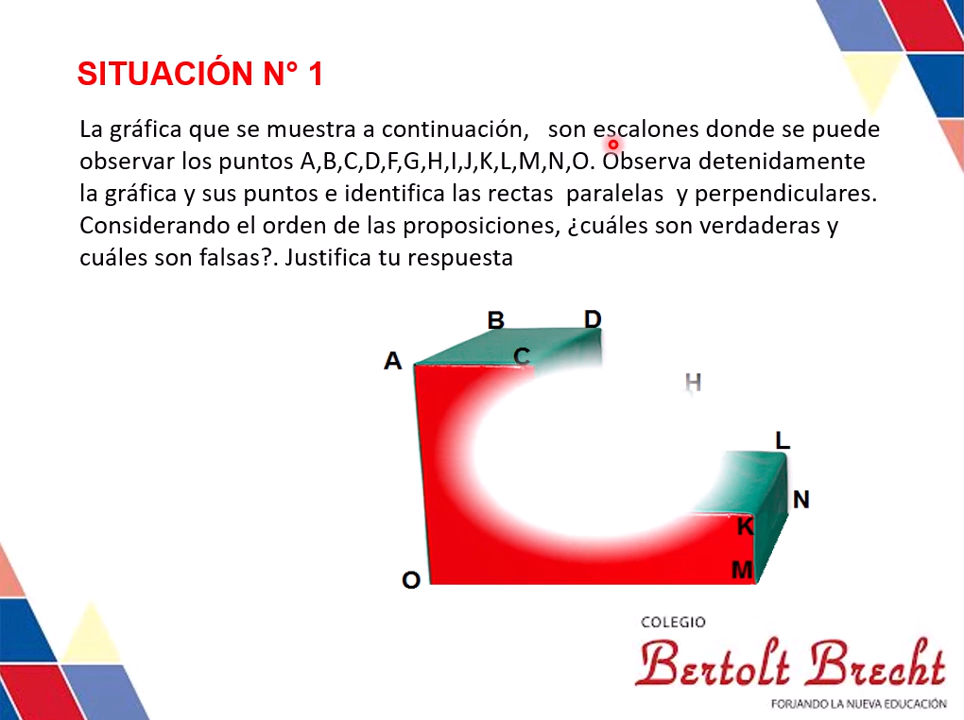 SITUACIÓN N° 1
La gráfica que se muestra a continuación, son escalones donde se puede
observar los puntos A,B,C,D,F,G,H,I,J,K,L,M,N,O. Observa detenidamente
la gráfica y sus puntos e identifica las rectas paralelas y perpendiculares.
Considerando el orden de las proposiciones, ¿cuáles son verdaderas y
cuáles son falsas?. Justifica tu respuesta
B D
A C
H
L
N
K
M
O
COLEGIO
Bertolt Brecht
FORJANDO LA NUEVA EDUCACIÓN